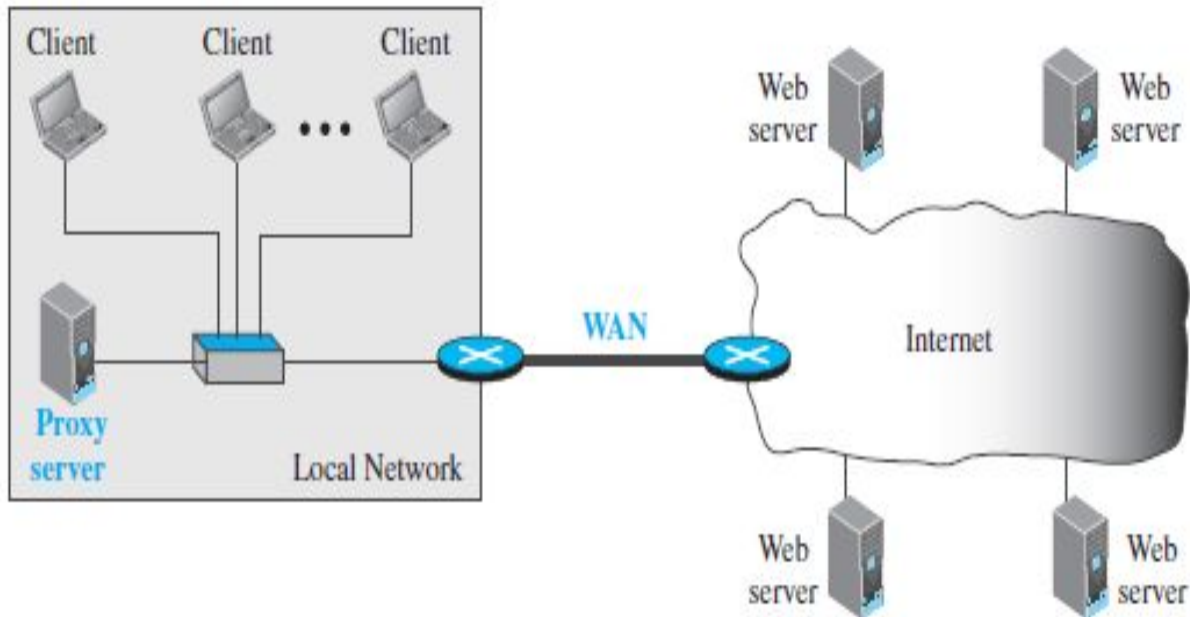 Client
Client
Client
Web
server
Web
server
WAN
Internet
Proxy
server
Local Network
Web
server
Web
server